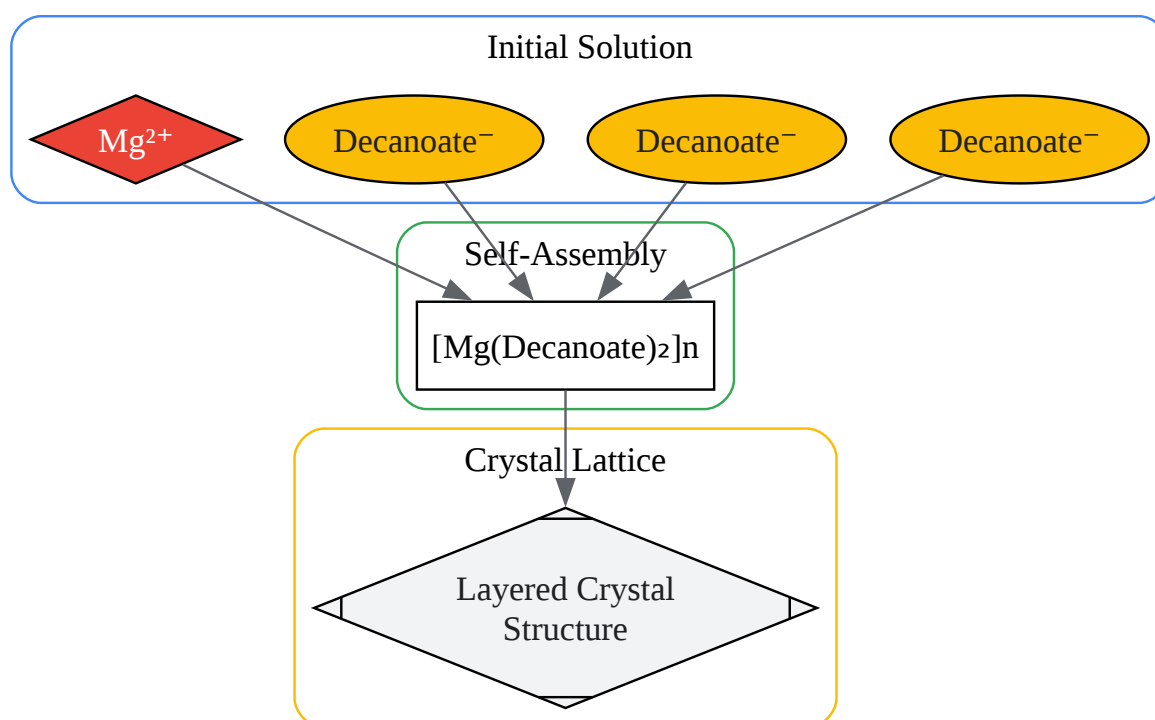 Initial Solution
Mg²⁺
Decanoate⁻
Decanoate⁻
Decanoate⁻
Self-Assembly
[Mg(Decanoate)₂]n
Crystal Lattice
Layered Crystal
Structure